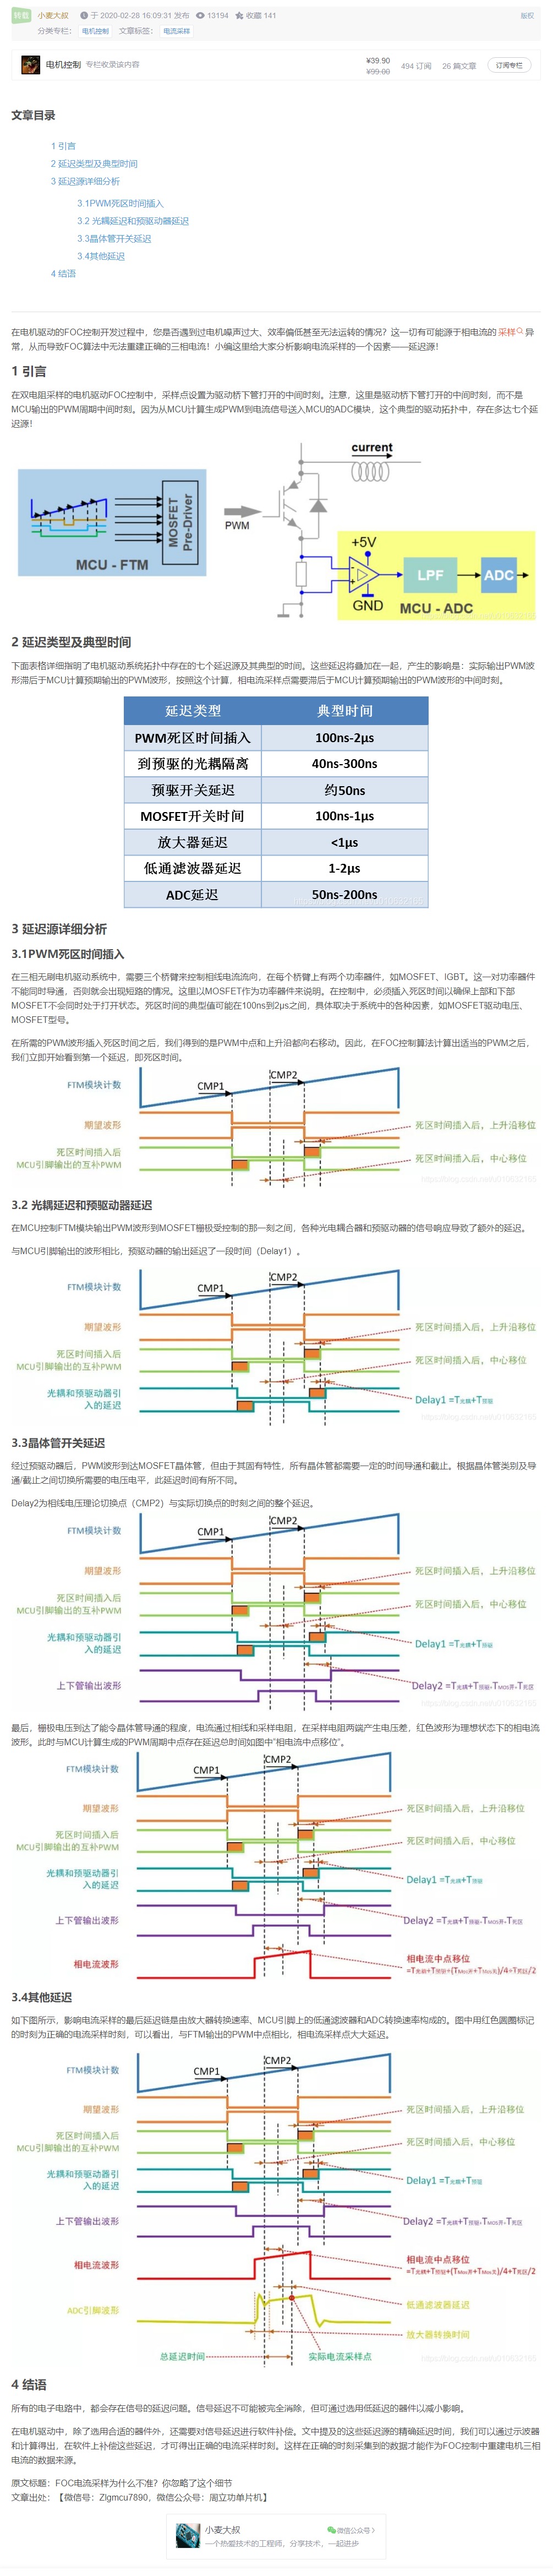 转载 小麦大叔 于 2020-02-28 16:09:31 发布 13194 收藏 141 版权
分类专栏： 电机控制 文章标签： 电流采样
电机控制 专栏收录该内容 ¥39.90 ¥99.00 494 订阅 26 篇文章 订阅专栏
文章目录
1 引言
2 延迟类型及典型时间
3 延迟源详细分析
3.1PWM死区时间插入
3.2 光耦延迟和预驱动器延迟
3.3晶体管开关延迟
3.4其他延迟
4 结语
在电机驱动的FOC控制开发过程中，您是否遇到过电机噪声过大、效率偏低甚至无法运转的情况？这一切有可能源于相电流的 采样 异
常，从而导致FOC算法中无法重建正确的三相电流！小编这里给大家分析影响电流采样的一个因素——延迟源！
1 引言
在双电阻采样的电机驱动FOC控制中，采样点设置为驱动桥下管打开的中间时刻。注意，这里是驱动桥下管打开的中间时刻，而不是
MCU输出的PWM周期中间时刻。因为从MCU计算生成PWM到电流信号送入MCU的ADC模块，这个典型的驱动拓扑中，存在多达七个延
迟源！
current
MOSFET
Pre-Driver
MCU - FTM
PWM
+5V
LPF
ADC
GND
MCU - ADC
2 延迟类型及典型时间
下面表格详细指明了电机驱动系统拓扑中存在的七个延迟源及其典型的时间。这些延迟将叠加在一起，产生的影响是：实际输出PWM波
形滞后于MCU计算预期输出的PWM波形，按照这个计算，相电流采样点需要滞后于MCU计算预期输出的PWM波形的中间时刻。
延迟类型 典型时间
PWM死区时间插入 100ns-2μs
到预驱的光耦隔离 40ns-300ns
预驱开关延迟 约50ns
MOSFET开关时间 100ns-1μs
放大器延迟 <1μs
低通滤波器延迟 1-2μs
ADC延迟 50ns-200ns
3 延迟源详细分析
3.1PWM死区时间插入
在三相无刷电机驱动系统中，需要三个桥臂来控制相线电流流向，在每个桥臂上有两个功率器件，如MOSFET、IGBT。这一对功率器件
不能同时导通，否则就会出现短路的情况。这里以MOSFET作为功率器件来说明。在控制中，必须插入死区时间以确保上部和下部
MOSFET不会同时处于打开状态。死区时间的典型值可能在100ns到2μs之间，具体取决于系统中的各种因素，如MOSFET驱动电压、
MOSFET型号。
在所需的PWM波形插入死区时间之后，我们得到的是PWM中点和上升沿都向右移动。因此，在FOC控制算法计算出适当的PWM之后，
我们立即开始看到第一个延迟，即死区时间。
FTM模块计数
CMP1
CMP2
期望波形
死区时间插入后
MCU引脚输出的互补PWM
死区时间插入后，上升沿移位
死区时间插入后，中心移位
3.2 光耦延迟和预驱动器延迟
在MCU控制FTM模块输出PWM波形到MOSFET栅极受控制的那一刻之间，各种光电耦合器和预驱动器的信号响应导致了额外的延迟。
与MCU引脚输出的波形相比，预驱动器的输出延迟了一段时间（Delay1）。
FTM模块计数
CMP1
CMP2
期望波形
死区时间插入后
MCU引脚输出的互补PWM
光耦和预驱动器引
入的延迟
死区时间插入后，上升沿移位
死区时间插入后，中心移位
Delay1 =T光耦+T预驱
3.3晶体管开关延迟
经过预驱动器后，PWM波形到达MOSFET晶体管，但由于其固有特性，所有晶体管都需要一定的时间导通和截止。根据晶体管类别及导
通/截止之间切换所需要的电压电平，此延迟时间有所不同。
Delay2为相线电压理论切换点（CMP2）与实际切换点的时刻之间的整个延迟。
FTM模块计数
CMP1
CMP2
期望波形
死区时间插入后
MCU引脚输出的互补PWM
光耦和预驱动器引
入的延迟
上下管输出波形
死区时间插入后，上升沿移位
死区时间插入后，中心移位
Delay1 =T光耦+T预驱
Delay2 =T光耦+T预驱+TMOS开+T死区
最后，栅极电压到达了能令晶体管导通的程度，电流通过相线和采样电阻，在采样电阻两端产生电压差，红色波形为理想状态下的相电流
波形。此时与MCU计算生成的PWM周期中点存在延迟总时间如图中“相电流中点移位”。
FTM模块计数
CMP1
CMP2
期望波形
死区时间插入后
MCU引脚输出的互补PWM
光耦和预驱动器引
入的延迟
上下管输出波形
相电流波形
死区时间插入后，上升沿移位
死区时间插入后，中心移位
Delay1 =T光耦+T预驱
Delay2 =T光耦+T预驱+TMOS开+T死区
相电流中点移位
=T光耦+T预驱+(TMos开+TMos关)/4+T死区/2
3.4其他延迟
如下图所示，影响电流采样的最后延迟链是由放大器转换速率、MCU引脚上的低通滤波器和ADC转换速率构成的。图中用红色圆圈标记
的时刻为正确的电流采样时刻，可以看出，与FTM输出的PWM中点相比，相电流采样点大大延迟。
FTM模块计数
CMP1
CMP2
期望波形
死区时间插入后
MCU引脚输出的互补PWM
光耦和预驱动器引
入的延迟
上下管输出波形
相电流波形
ADC引脚波形
总延迟时间
死区时间插入后，上升沿移位
死区时间插入后，中心移位
Delay1 =T光耦+T预驱
Delay2 =T光耦+T预驱+TMOS开+T死区
相电流中点移位
=T光耦+T预驱+(TMos开+TMos关)/4+T死区/2
低通滤波器延迟
放大器转换时间
实际电流采样点
4 结语
所有的电子电路中，都会存在信号的延迟问题。信号延迟不可能被完全消除，但可通过选用低延迟的器件以减小影响。
在电机驱动中，除了选用合适的器件外，还需要对信号延迟进行软件补偿。文中提及的这些延迟源的精确延迟时间，我们可以通过示波器
和计算得出，在软件上补偿这些延迟，才可得出正确的电流采样时刻。这样在正确的时刻采集到的数据才能作为FOC控制中重建电机三相
电流的数据来源。
原文标题：FOC电流采样为什么不准？你忽略了这个细节
文章出处：【微信号：Zlgmcu7890，微信公众号：周立功单片机】
小麦大叔 微信公众号
一个热爱技术的工程师，分享技术，一起进步